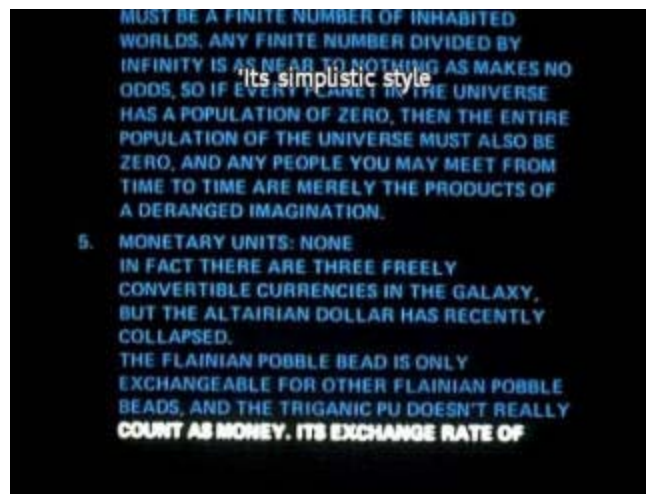 MUST BE A FINITE NUMBER OF INHABITED
WORLDS. ANY FINITE NUMBER DIVIDED BY
INFINITY IS AS NEAR TO NOTHING AS MAKES NO
'Its simplistic style
ODDS, SO IF EVERY PLANET IN THE UNIVERSE
HAS A POPULATION OF ZERO, THEN THE ENTIRE
POPULATION OF THE UNIVERSE MUST ALSO BE
ZERO, AND ANY PEOPLE YOU MAY MEET FROM
TIME TO TIME ARE MERELY THE PRODUCTS OF
A DERANGED IMAGINATION.
5. MONETARY UNITS: NONE
IN FACT THERE ARE THREE FREELY
CONVERTIBLE CURRENCIES IN THE GALAXY,
BUT THE ALTAIRIAN DOLLAR HAS RECENTLY
COLLAPSED.
THE FLAINIAN POBBLE BEAD IS ONLY
EXCHANGEABLE FOR OTHER FLAINIAN POBBLE
BEADS, AND THE TRIGANIC PU DOESN'T REALLY
COUNT AS MONEY. ITS EXCHANGE RATE OF